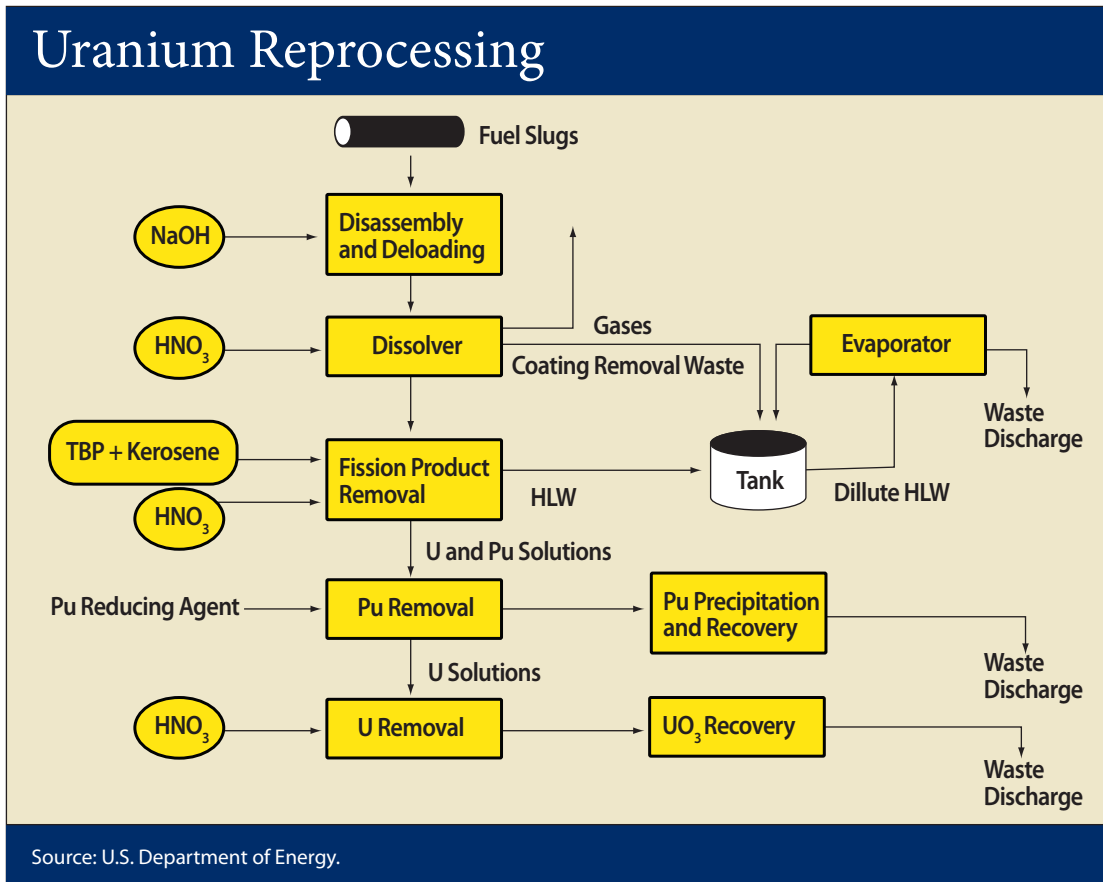 Uranium Reprocessing
Fuel Slugs
NaOH
Disassembly
and Deloading
HNO₃
Dissolver
Gases
Coating Removal Waste
Evaporator
Waste
Discharge
TBP + Kerosene
HNO₃
Fission Product
Removal
HLW
Tank
Dillute HLW
U and Pu Solutions
Pu Reducing Agent
Pu Removal
Pu Precipitation
and Recovery
Waste
Discharge
U Solutions
HNO₃
U Removal
UO₃ Recovery
Waste
Discharge
Source: U.S. Department of Energy.